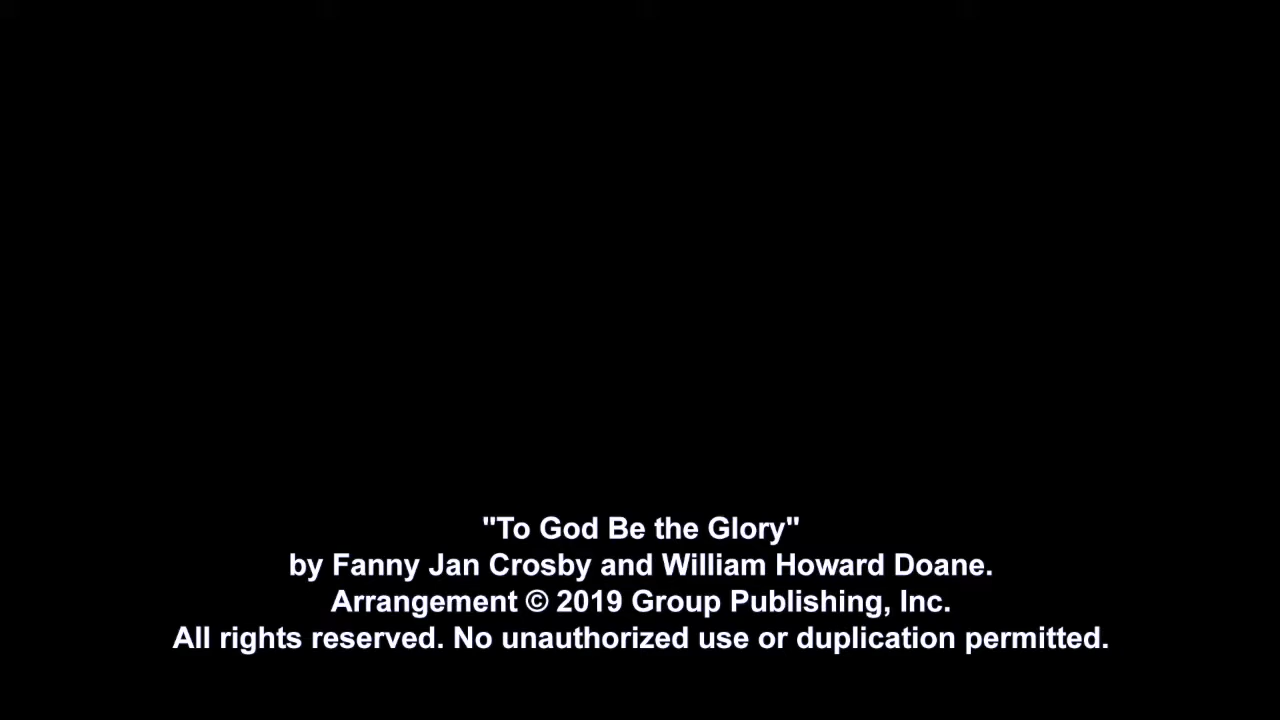 "To God Be the Glory"
by Fanny Jan Crosby and William Howard Doane.
Arrangement © 2019 Group Publishing, Inc.
All rights reserved. No unauthorized use or duplication permitted.